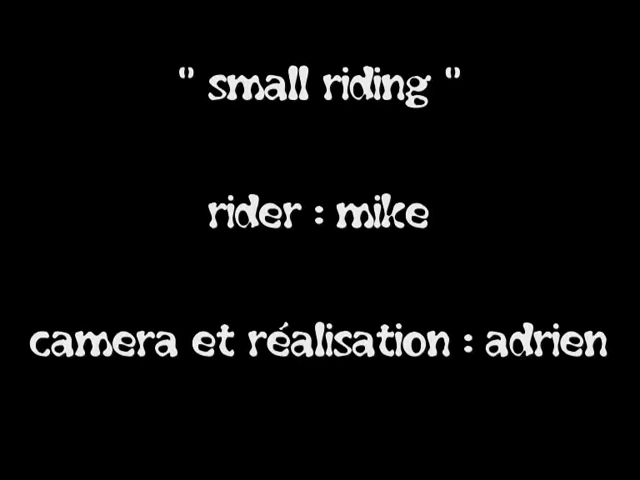 " small riding "
rider : mike
camera et réalisation : adrien